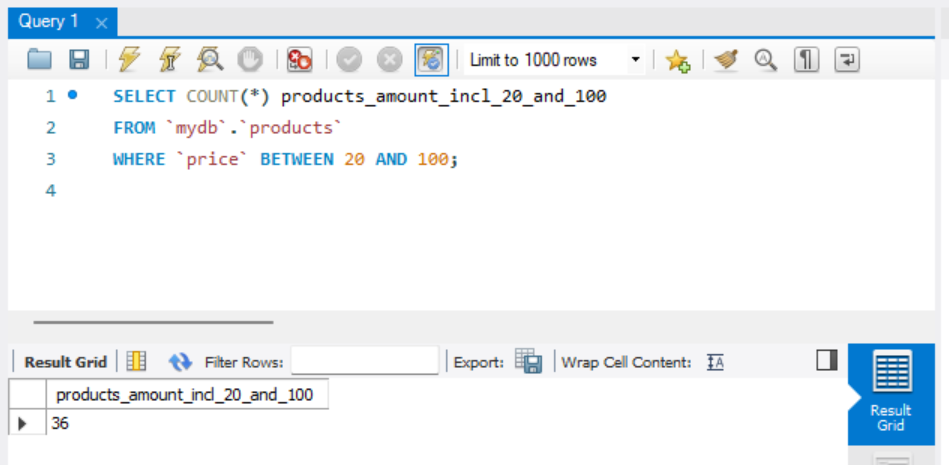 Query 1
Limit to 1000 rows
1 SELECT COUNT(*) products_amount_incl_20_and_100
2 FROM `mydb`.`products`
3 WHERE `price` BETWEEN 20 AND 100;
4
Result Grid Filter Rows: Export: Wrap Cell Content:
products_amount_incl_20_and_100
36
Result
Grid